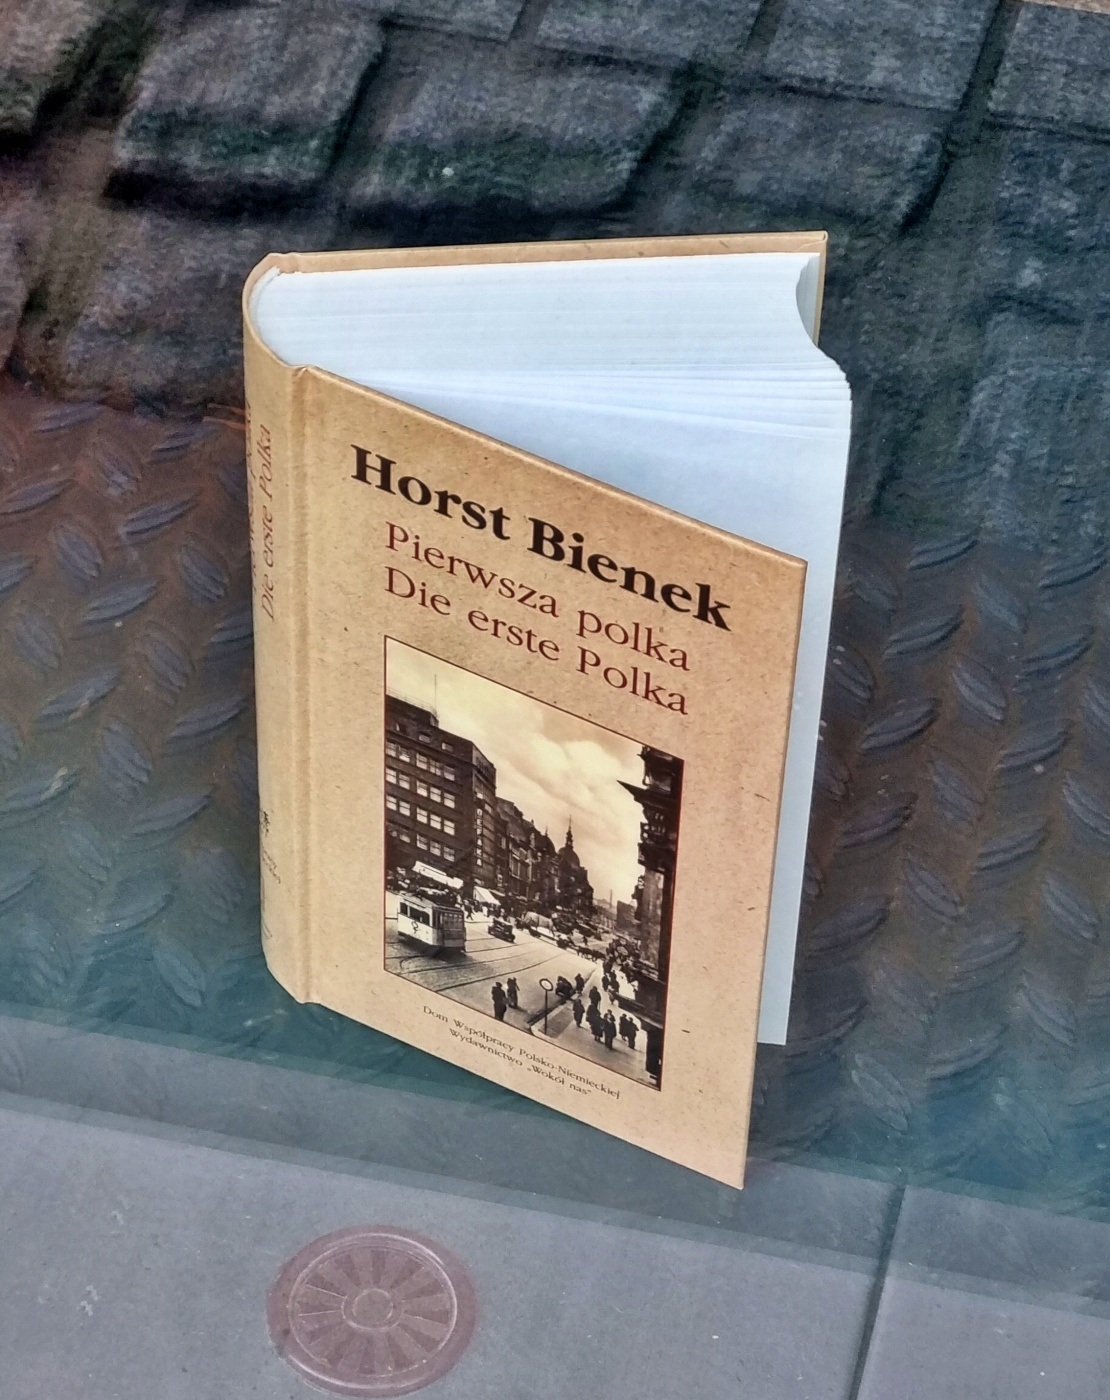 Horst Bienek
Pierwsza polka
Die erste Polka
Dom Współpracy Polsko-Niemieckiej
Wydawnictwo „Wokół nas”
Die erste Polka